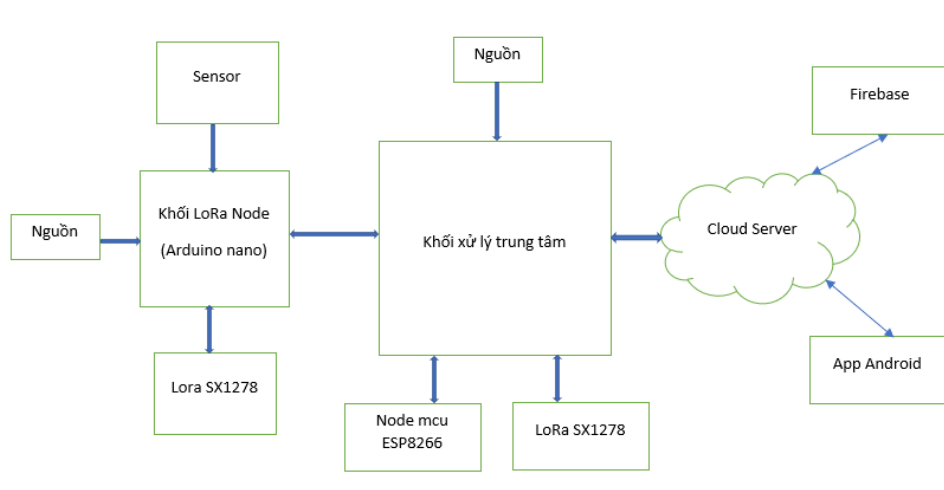 Nguồn
Sensor
Firebase
Khối LoRa Node
(Arduino nano)
Nguồn
Khối xử lý trung tâm
Cloud Server
Lora SX1278
App Android
Node mcu
ESP8266
LoRa SX1278